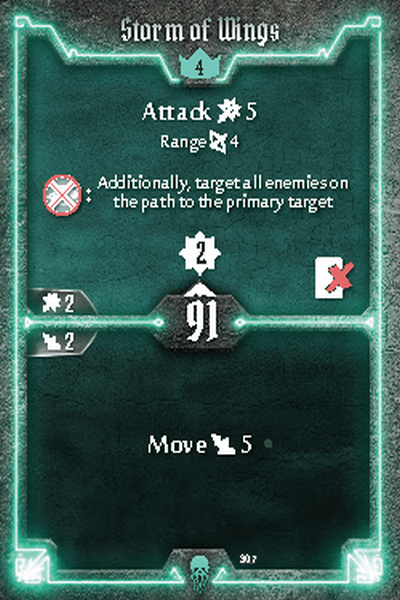 Storm of Wings
4
Attack 5
Range 4
: Additionally, target all enemies on
the path to the primary target
2
2
91
2
Move 5